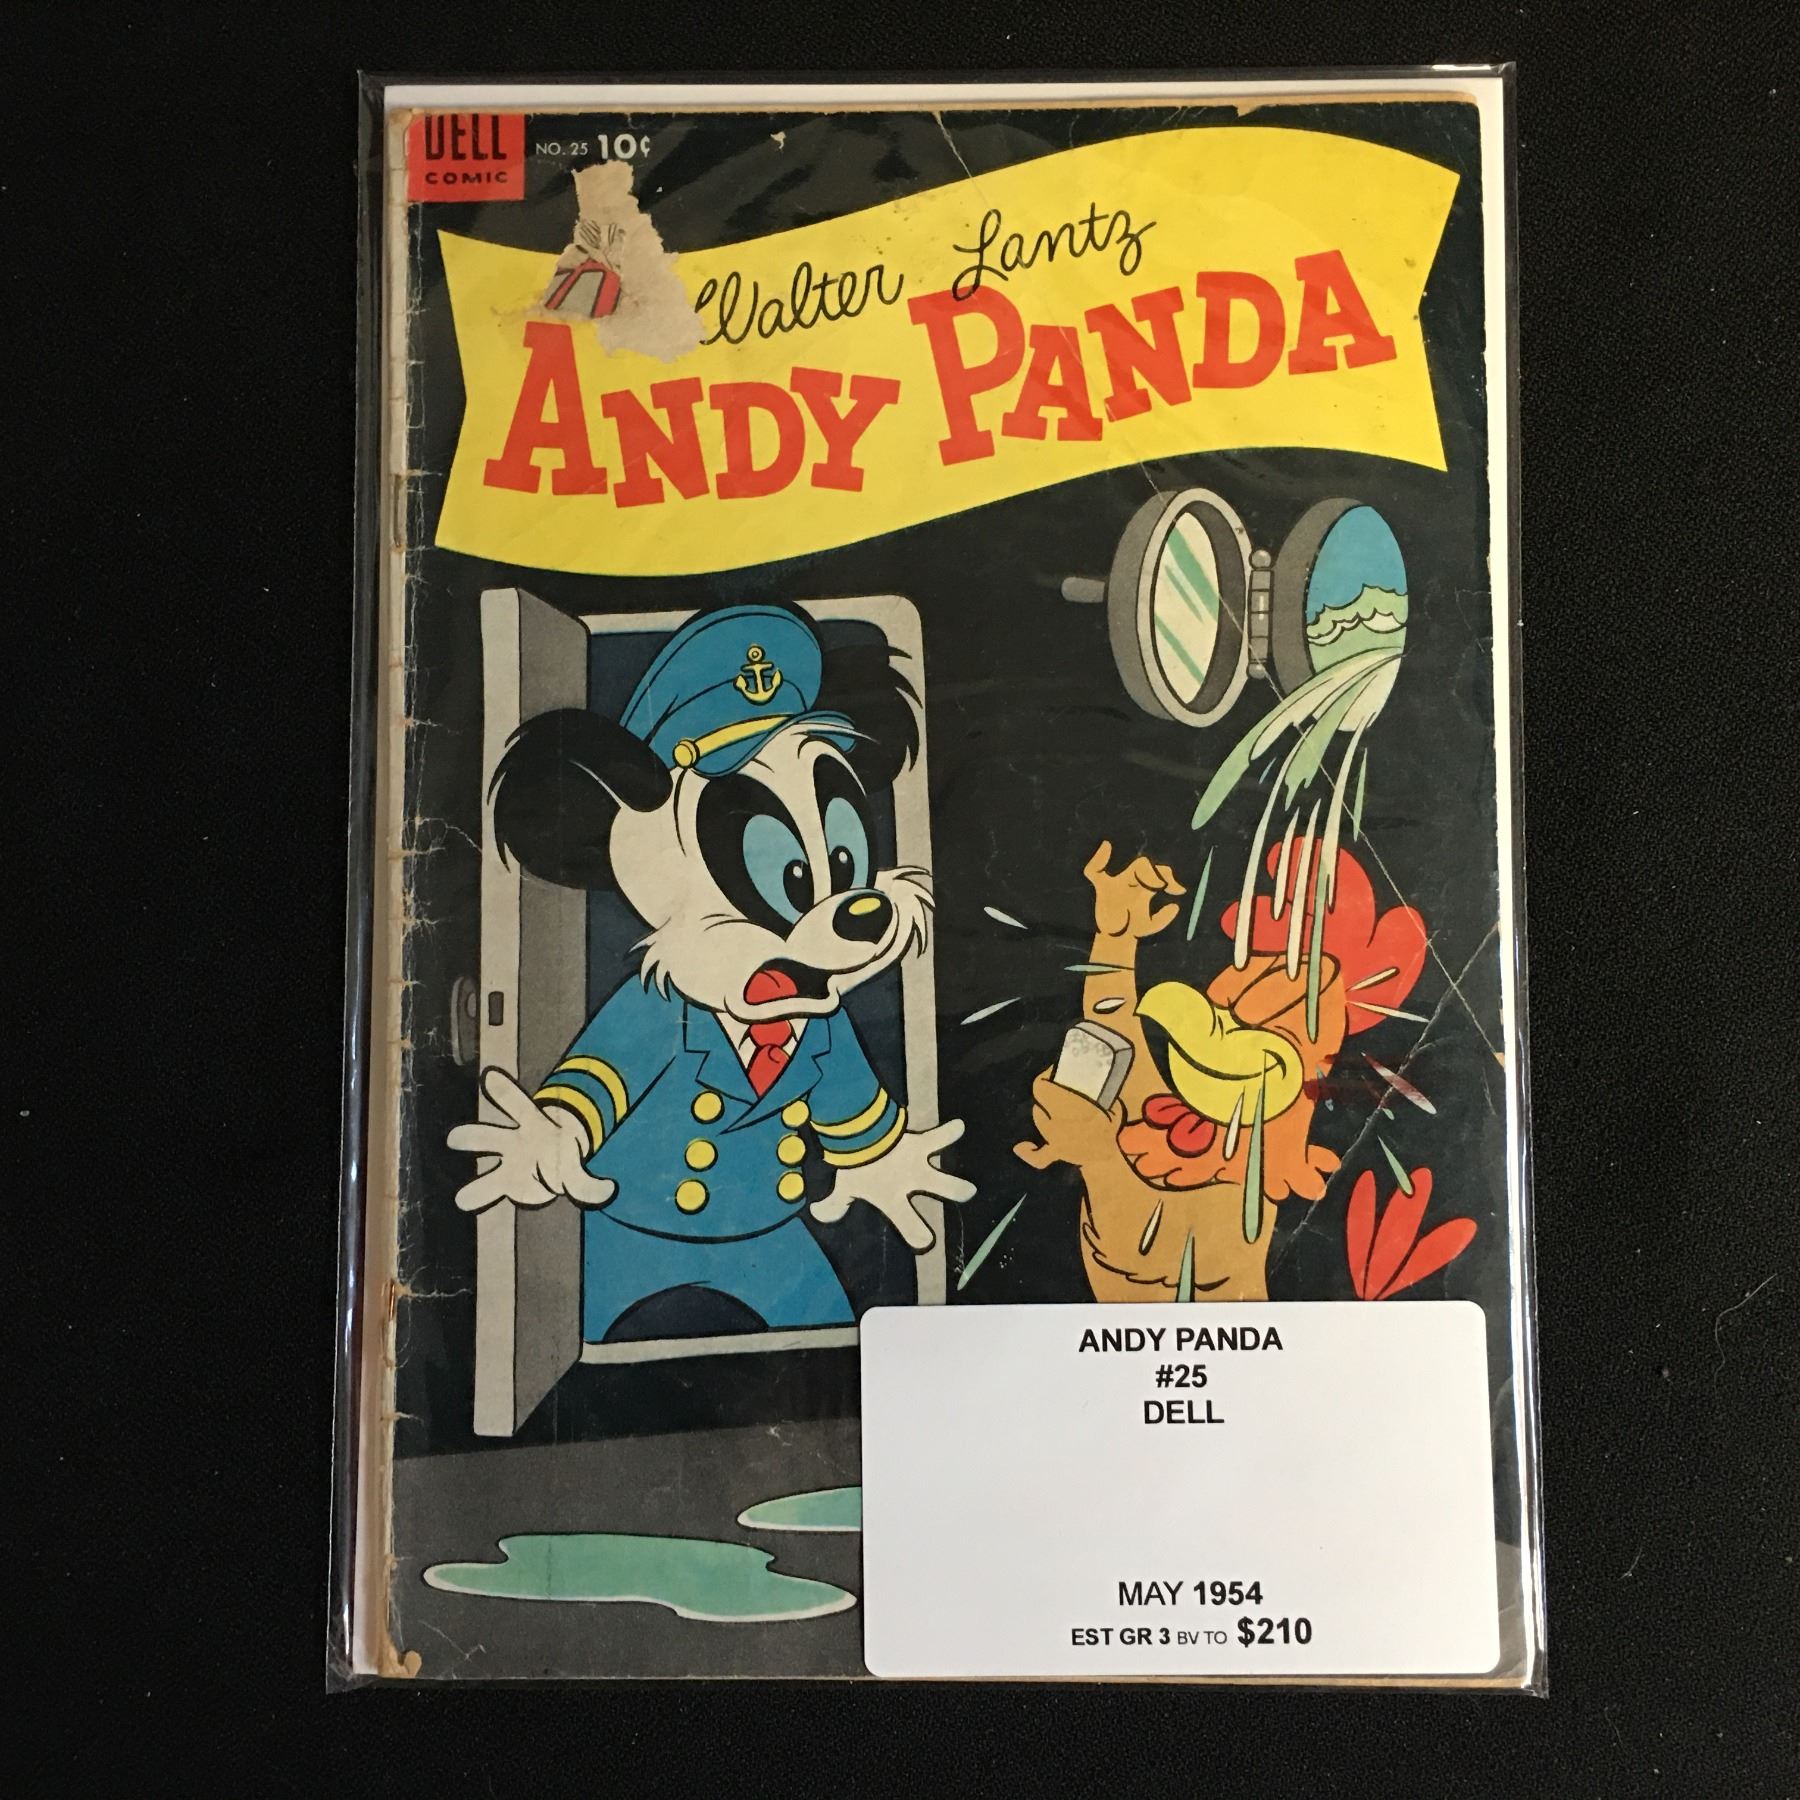 DELL
COMIC
NO. 25 10¢
Walter Lantz
ANDY PANDA
ANDY PANDA
#25
DELL
MAY 1954
EST GR 3 BV TO $210